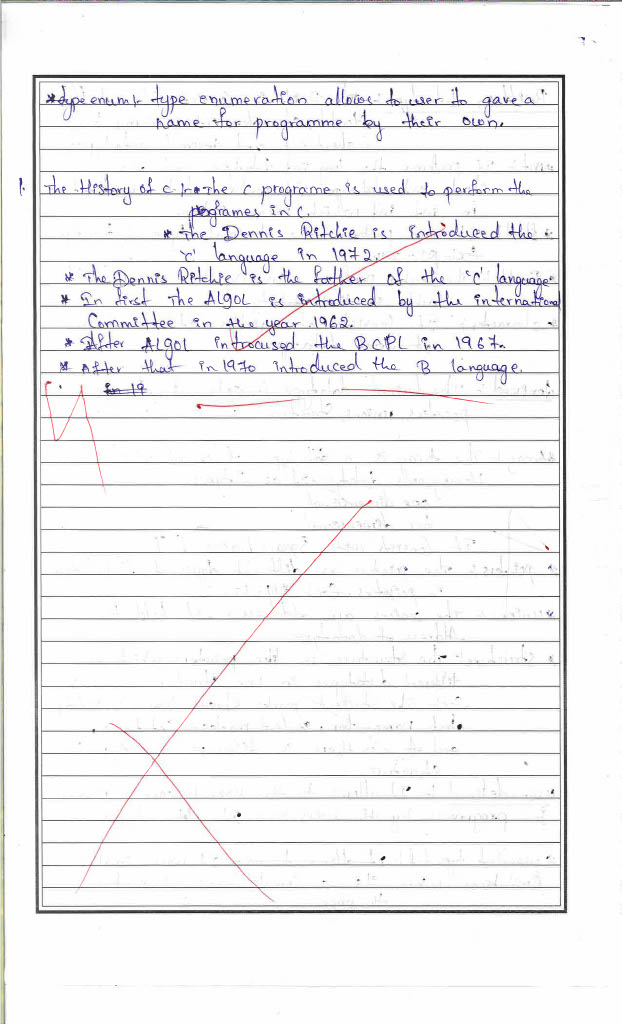 *type enum :- type enumeration allows to user to gave a
name for programme by their own.
1. The History of c :- * The c programe is used to perform the
programes in c.
* The Dennis Ritchie is introduced the
'c' language in 1972.
* The Dennis Ritchie is the father of the 'c' language
* In first The ALGOL is introduced by the international
Committee in the year 1962.
* After ALGOL introcused the BCPL in 1967.
* After that in 1970 introduced the B language.
in 19